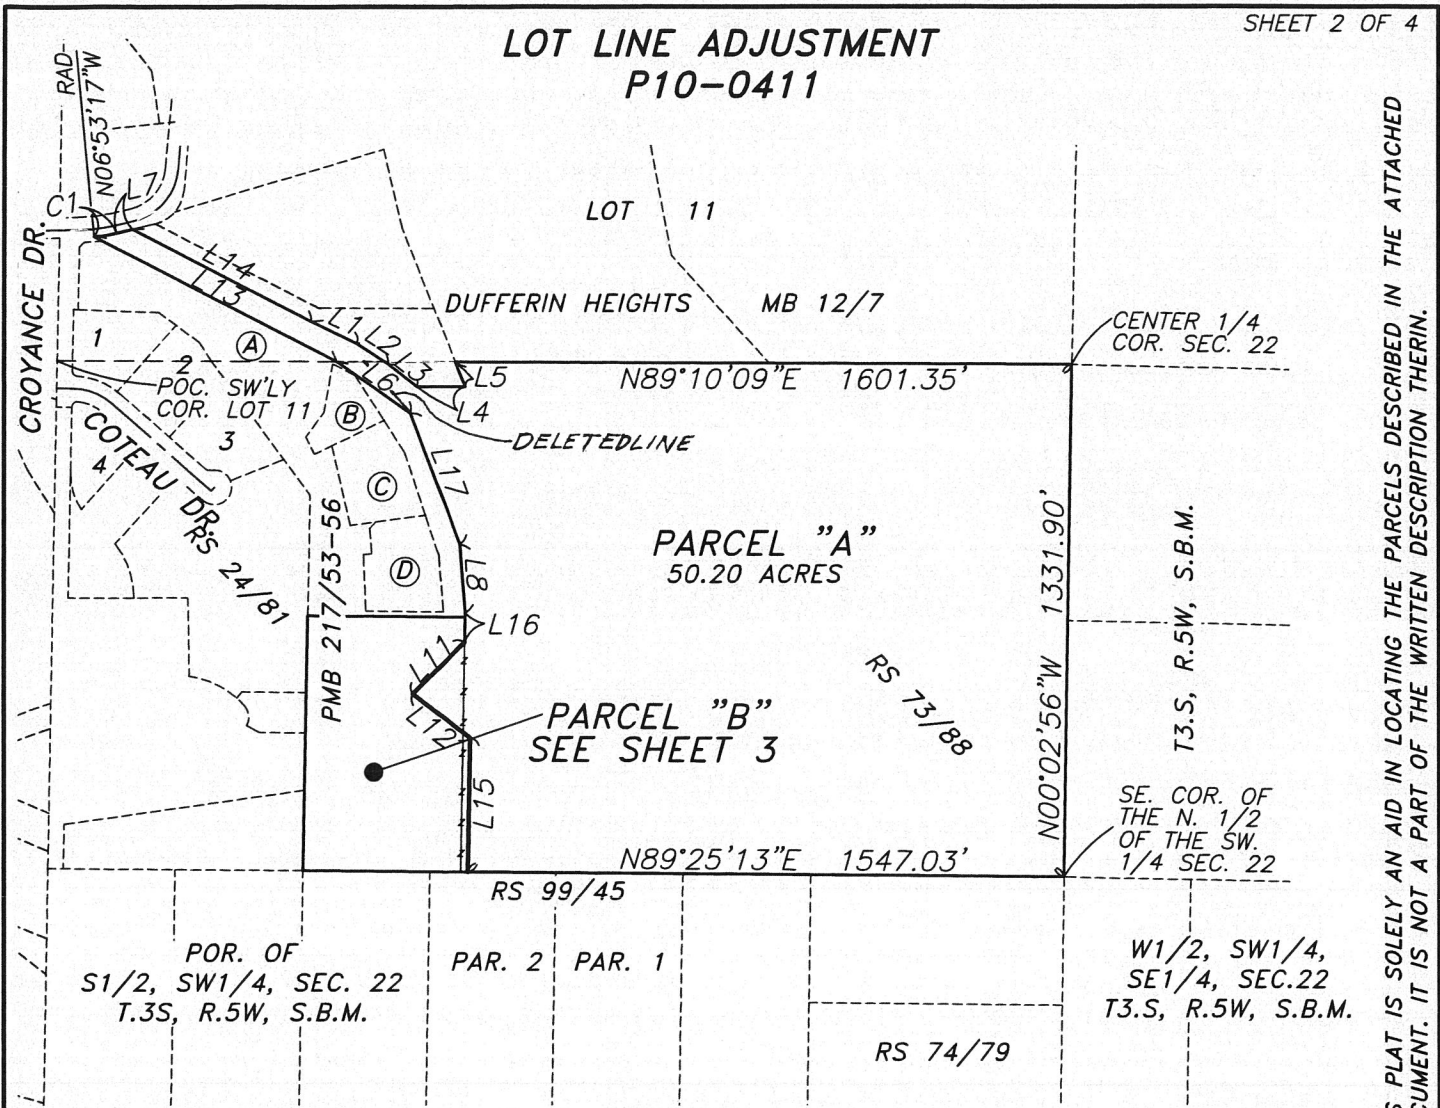 SHEET 2 OF 4
LOT LINE ADJUSTMENT
P10-0411
RAD
N06°53'17"W
C1
L7
LOT 11
L14
L13
DUFFERIN HEIGHTS MB 12/7
L1
L2
L3
L6
L5
L4
CENTER 1/4
COR. SEC. 22
N89°10'09"E 1601.35'
CROYANCE DR.
1
2
A
POC. SW'LY
COR. LOT 11
3
B
4
COTEAU DR.
DELETEDLINE
L17
C
RS 24/81
PMB 217/53-56
D
L8
PARCEL "A"
50.20 ACRES
N00°02'56"W 1331.90'
T3.S, R.5W, S.B.M.
L16
L11
L12
RS 73/88
PARCEL "B"
SEE SHEET 3
L15
SE. COR. OF
THE N. 1/2
OF THE SW.
1/4 SEC. 22
N89°25'13"E 1547.03'
RS 99/45
POR. OF
S1/2, SW1/4, SEC. 22
T.3S, R.5W, S.B.M.
PAR. 2
PAR. 1
W1/2, SW1/4,
SE1/4, SEC.22
T3.S, R.5W, S.B.M.
RS 74/79
PLAT IS SOLELY AN AID IN LOCATING THE PARCELS DESCRIBED IN THE ATTACHED
IT IS NOT A PART OF THE WRITTEN DESCRIPTION THERIN.